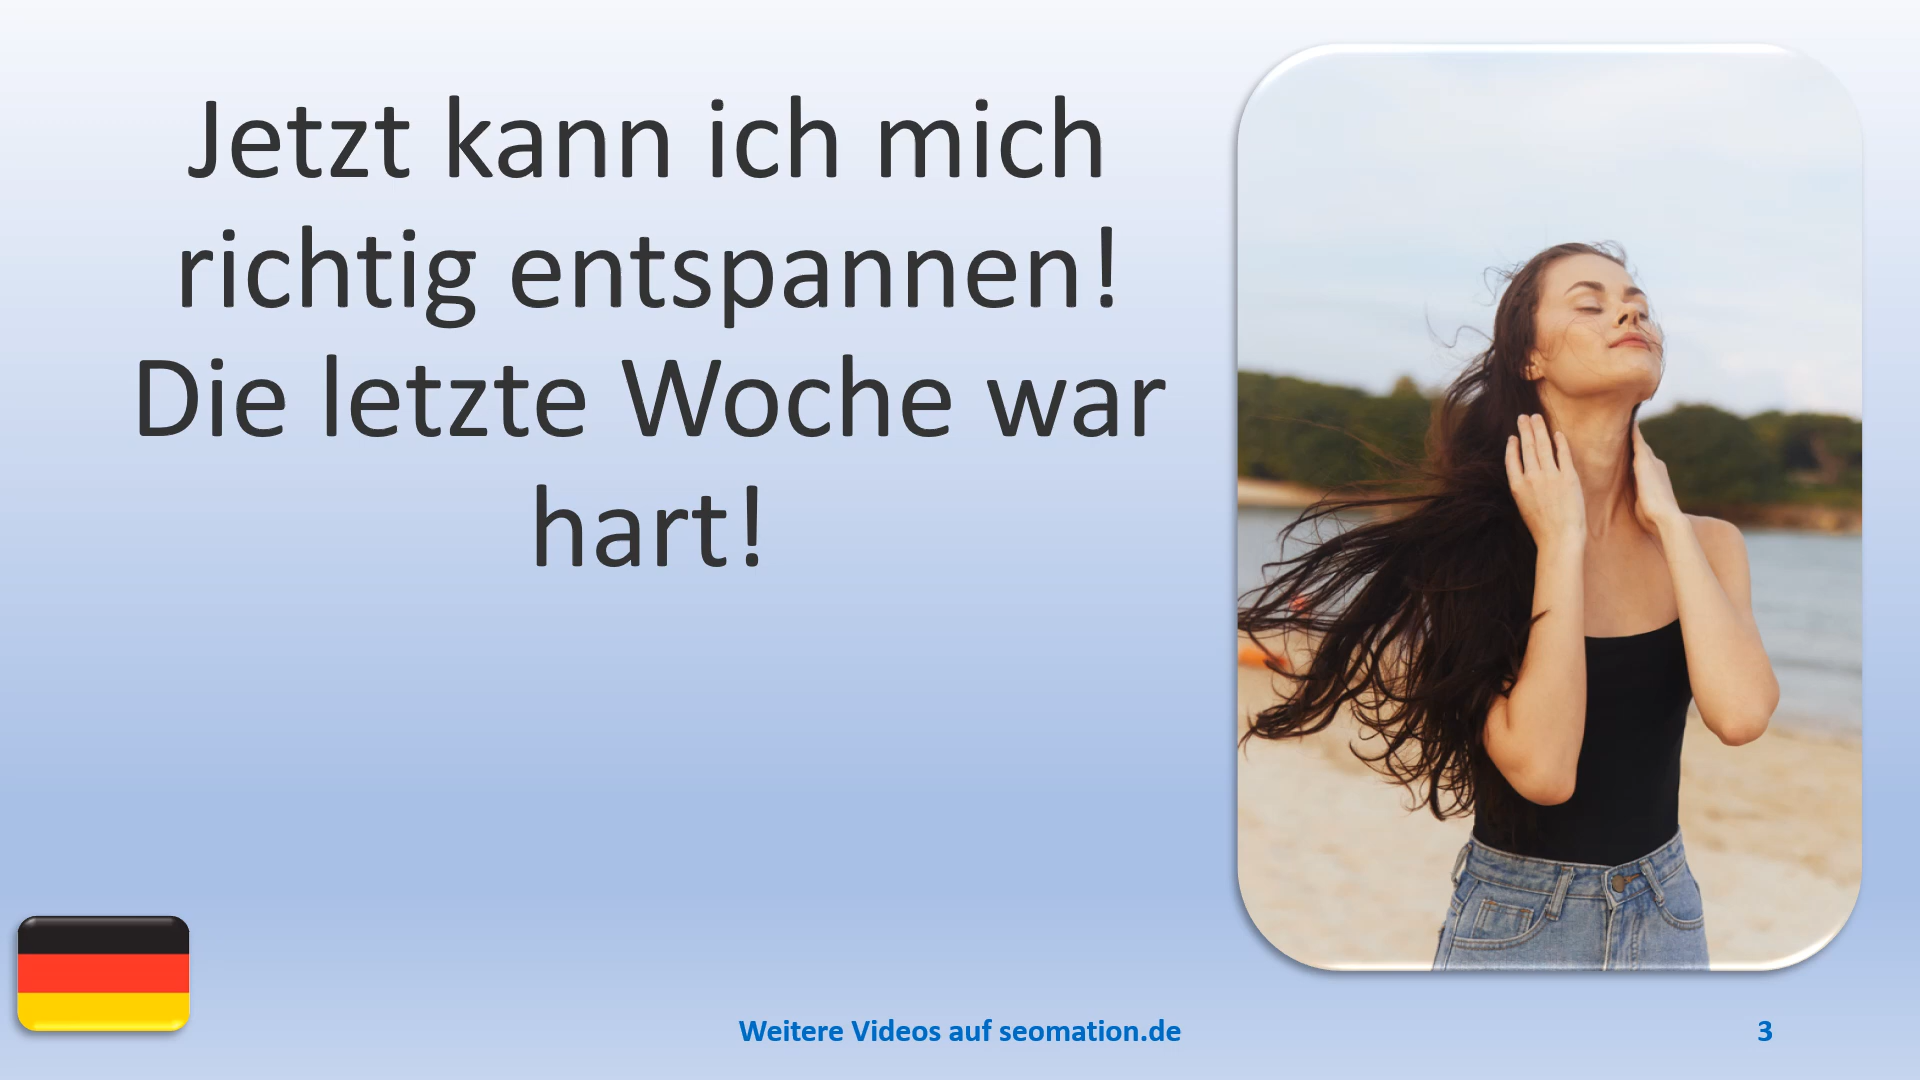 Jetzt kann ich mich
richtig entspannen!
Die letzte Woche war
hart!
Weitere Videos auf seomation.de
3